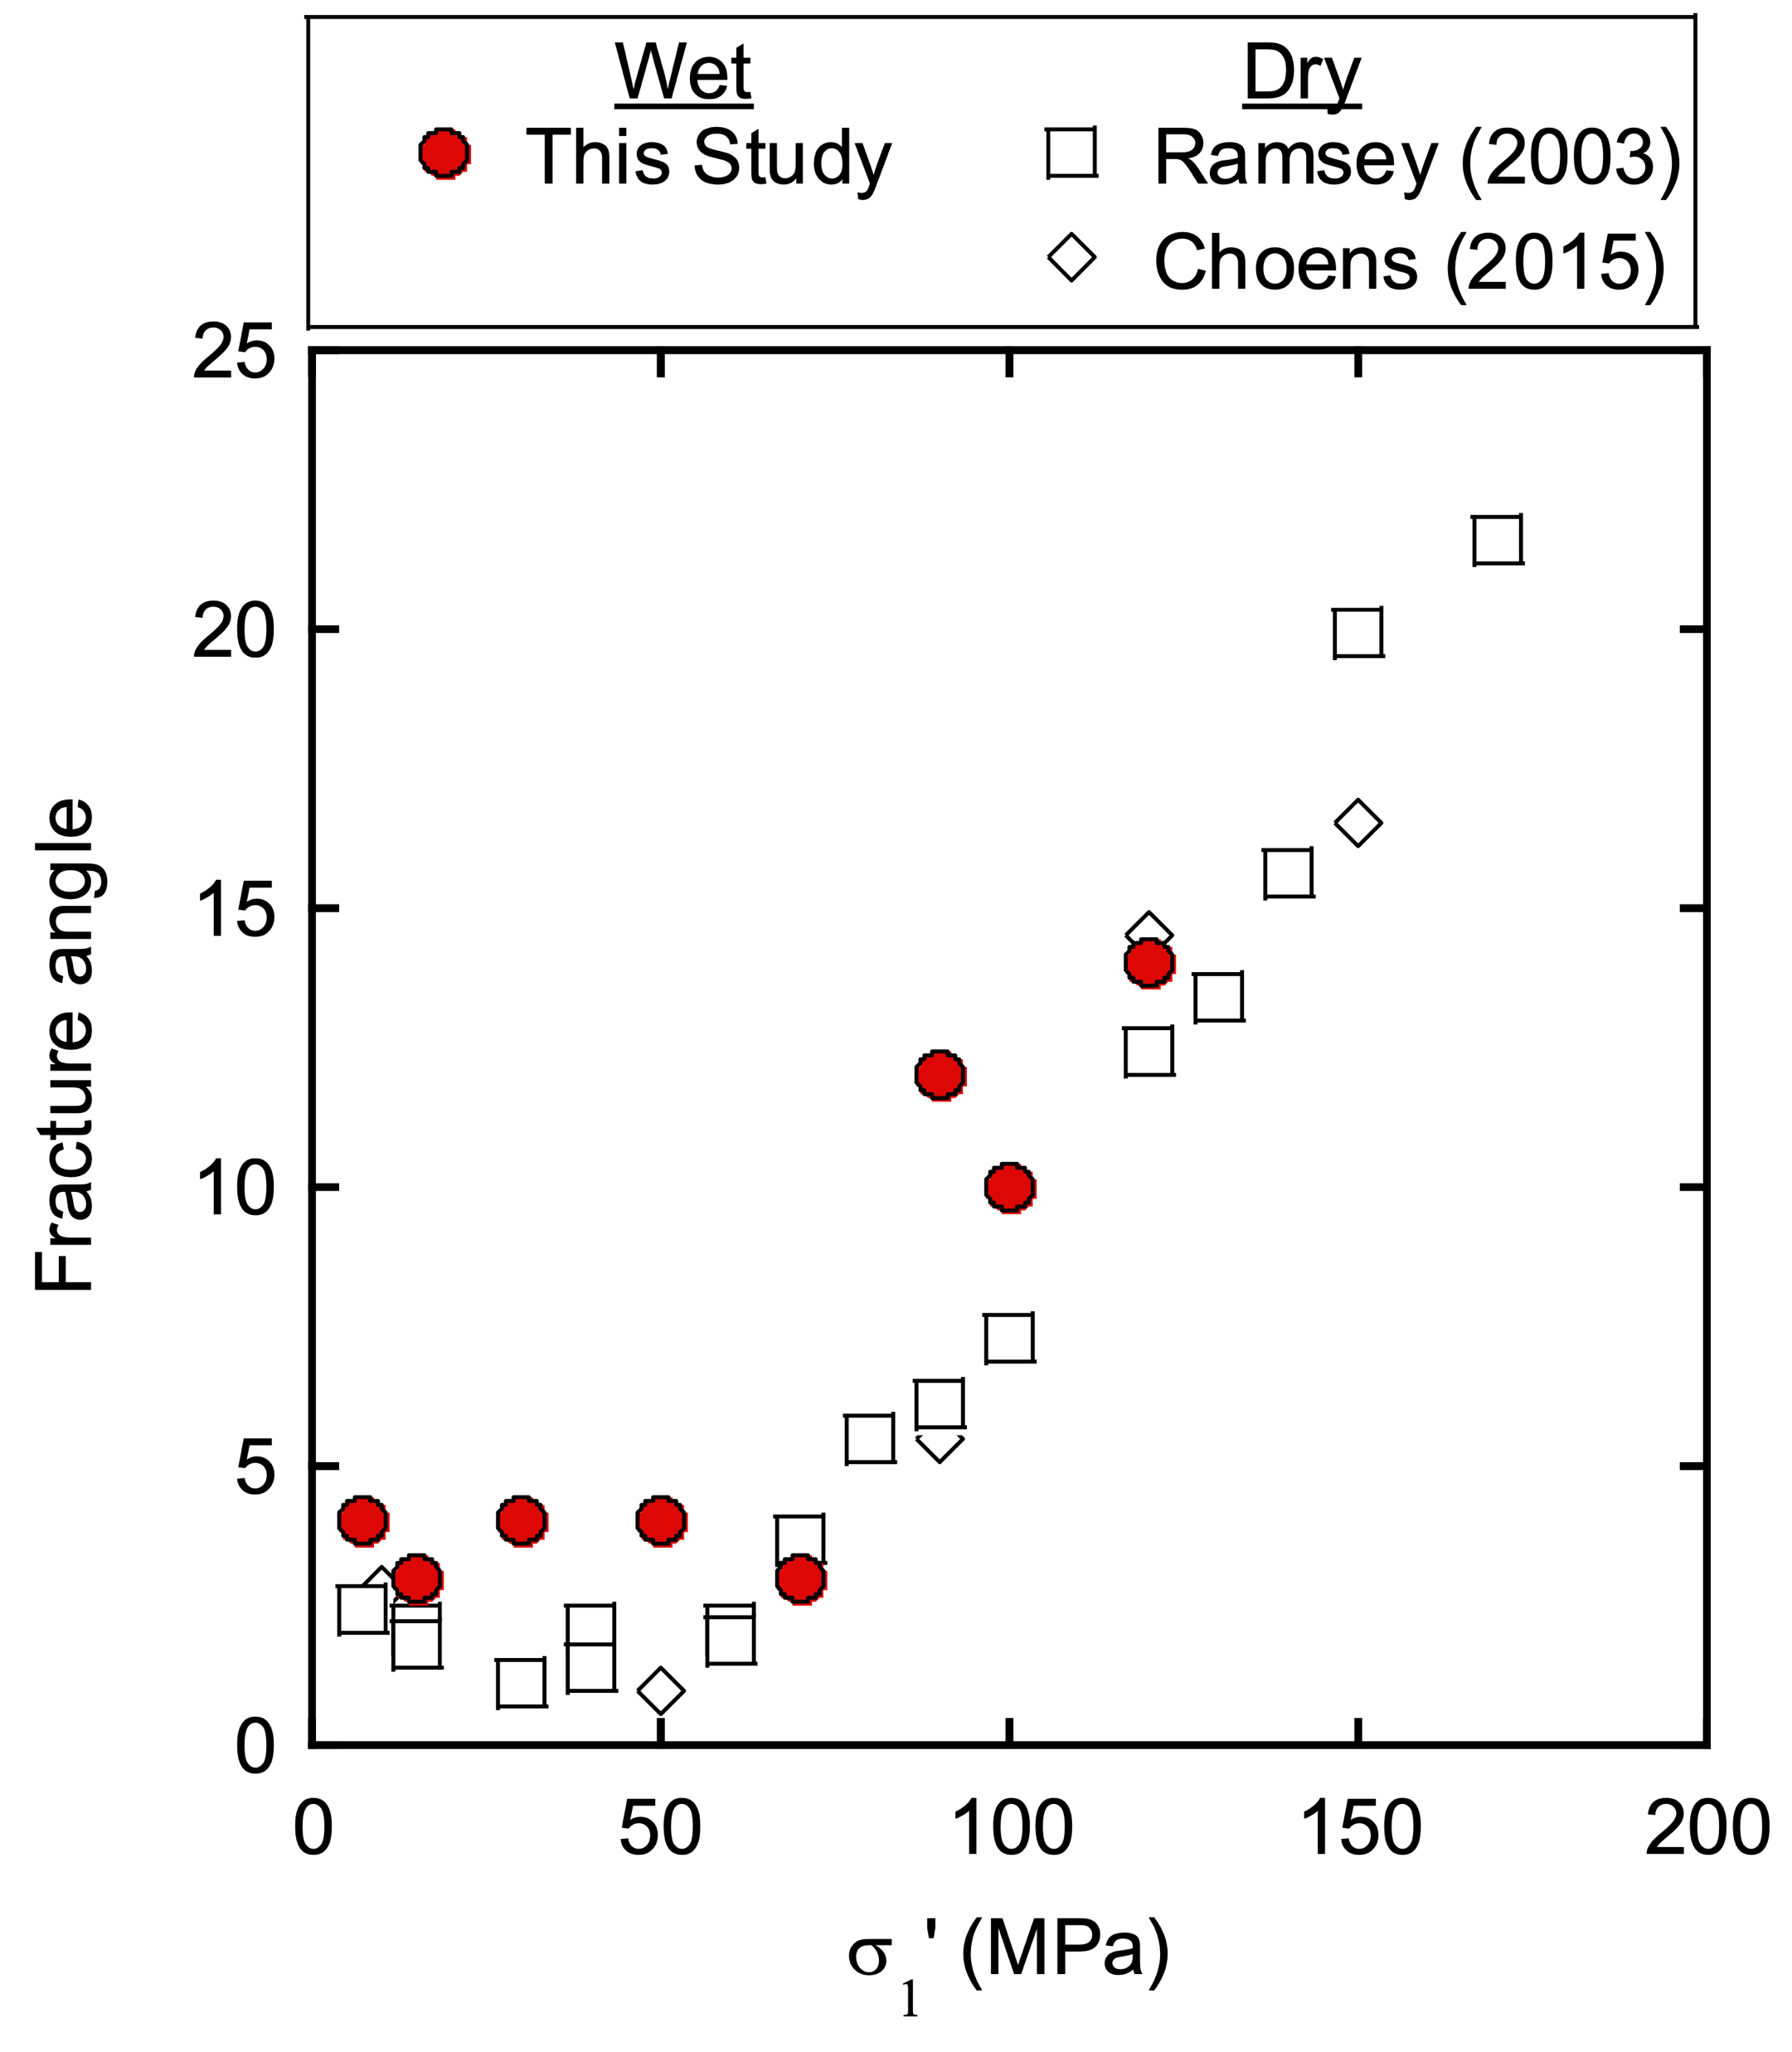 Wet Dry
This Study Ramsey (2003)
Choens (2015)
25
20
15
10
5
0
Fracture angle
0 50 100 150 200
σ1' (MPa)